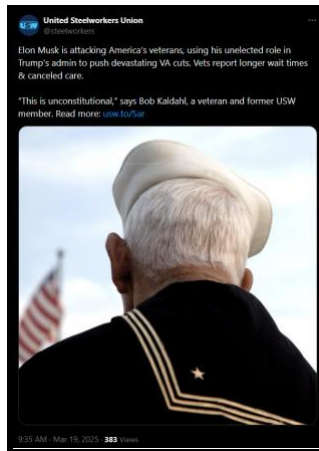 United Steelworkers Union
@steelworkers
Elon Musk is attacking America's veterans, using his unelected role in
Trump's admin to push devastating VA cuts. Vets report longer wait times
& canceled care.
"This is unconstitutional," says Bob Kaldahl, a veteran and former USW
member. Read more: usw.to/5ar
9:35 AM · Mar 19, 2025 · 383 Views